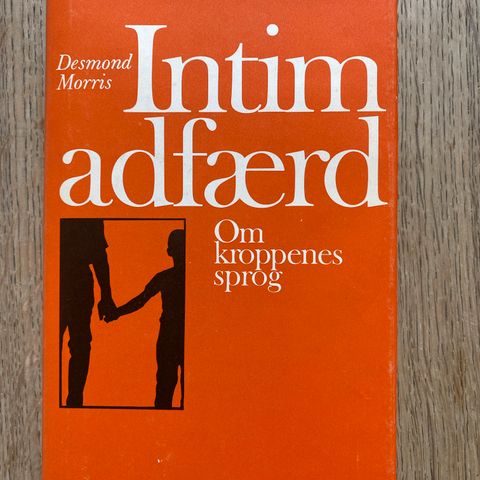 Desmond
Morris
Intim
adfærd
Om
kroppenes
sprog